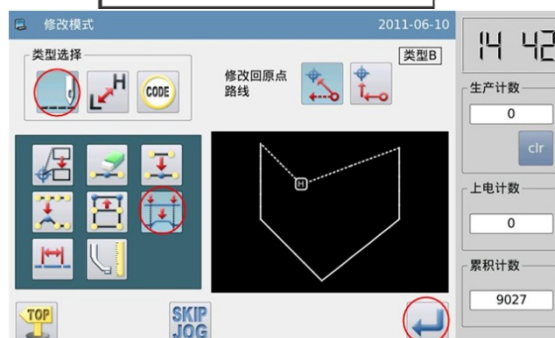 修改模式
2011-06-10
14 42
类型选择
H
L
CODE
修改回原点
路线
类型B
生产计数
0
clr
H
上电计数
0
累积计数
9027
TOP
SKIP
JOG